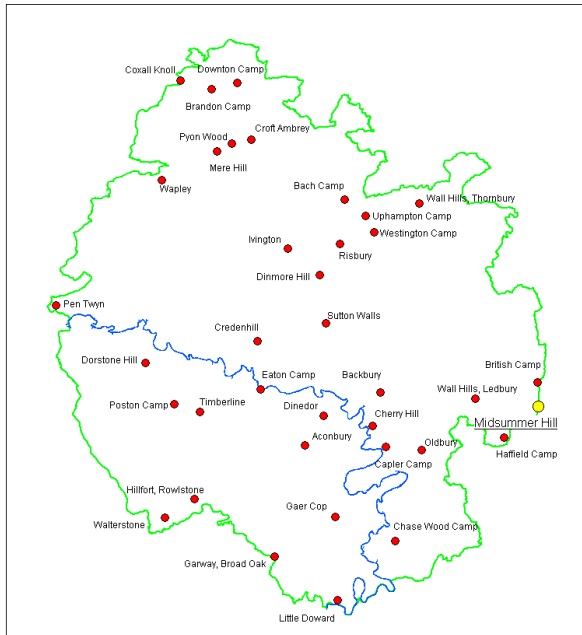 Coxall Knoll
Downton Camp
Brandon Camp
Pyon Wood
Croft Ambrey
Mere Hill
Wapley
Bach Camp
Wall Hills, Thornbury
Uphampton Camp
Westington Camp
Ivington
Risbury
Dinmore Hill
Pen Twyn
Sutton Walls
Credenhill
Dorstone Hill
Eaton Camp
Backbury
British Camp
Wall Hills, Ledbury
Poston Camp
Timberline
Dinedor
Cherry Hill
Midsummer Hill
Aconbury
Oldbury
Haffield Camp
Capler Camp
Hillfort, Rowlstone
Walterstone
Gaer Cop
Chase Wood Camp
Garway, Broad Oak
Little Doward